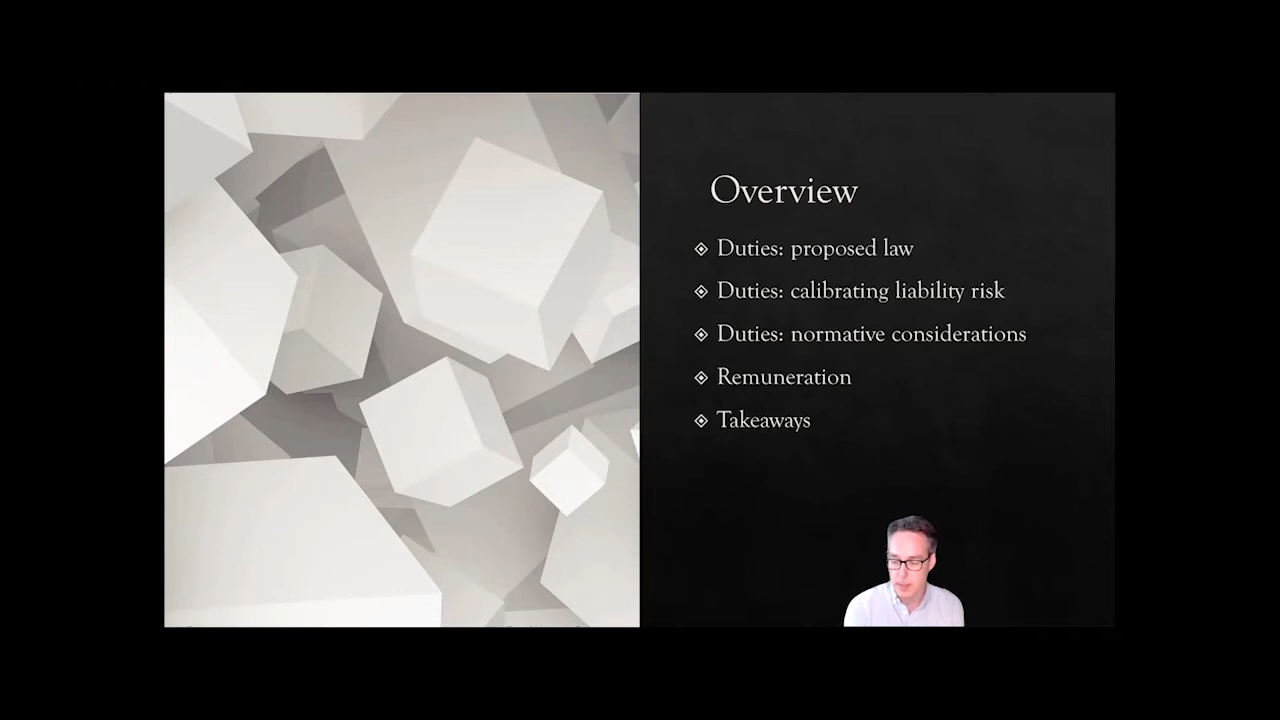 Overview
Duties: proposed law
Duties: calibrating liability risk
Duties: normative considerations
Remuneration
Takeaways